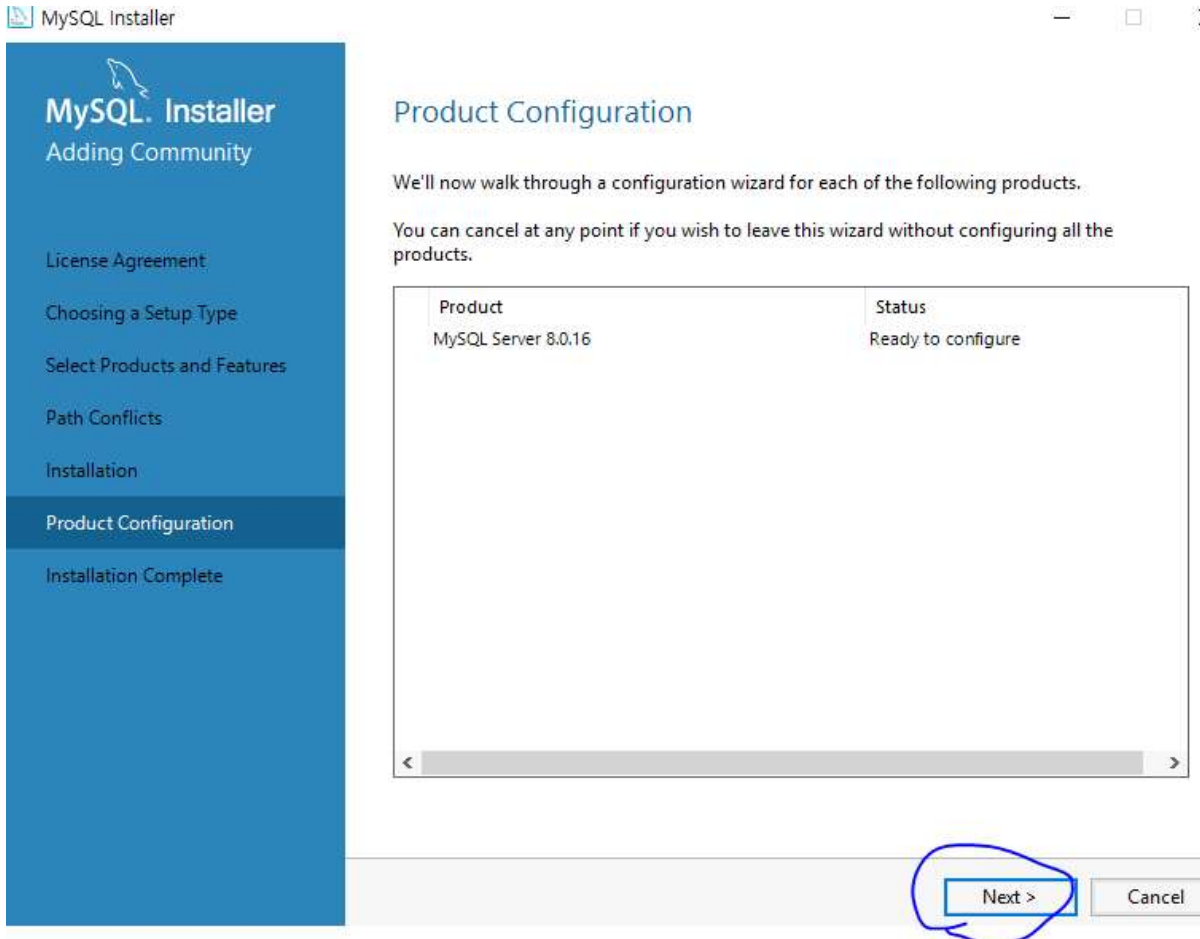 MySQL Installer
MySQL. Installer
Adding Community
License Agreement
Choosing a Setup Type
Select Products and Features
Path Conflicts
Installation
Product Configuration
Installation Complete
Product Configuration
We'll now walk through a configuration wizard for each of the following products.
You can cancel at any point if you wish to leave this wizard without configuring all the
products.
Product Status
MySQL Server 8.0.16 Ready to configure
Next > Cancel